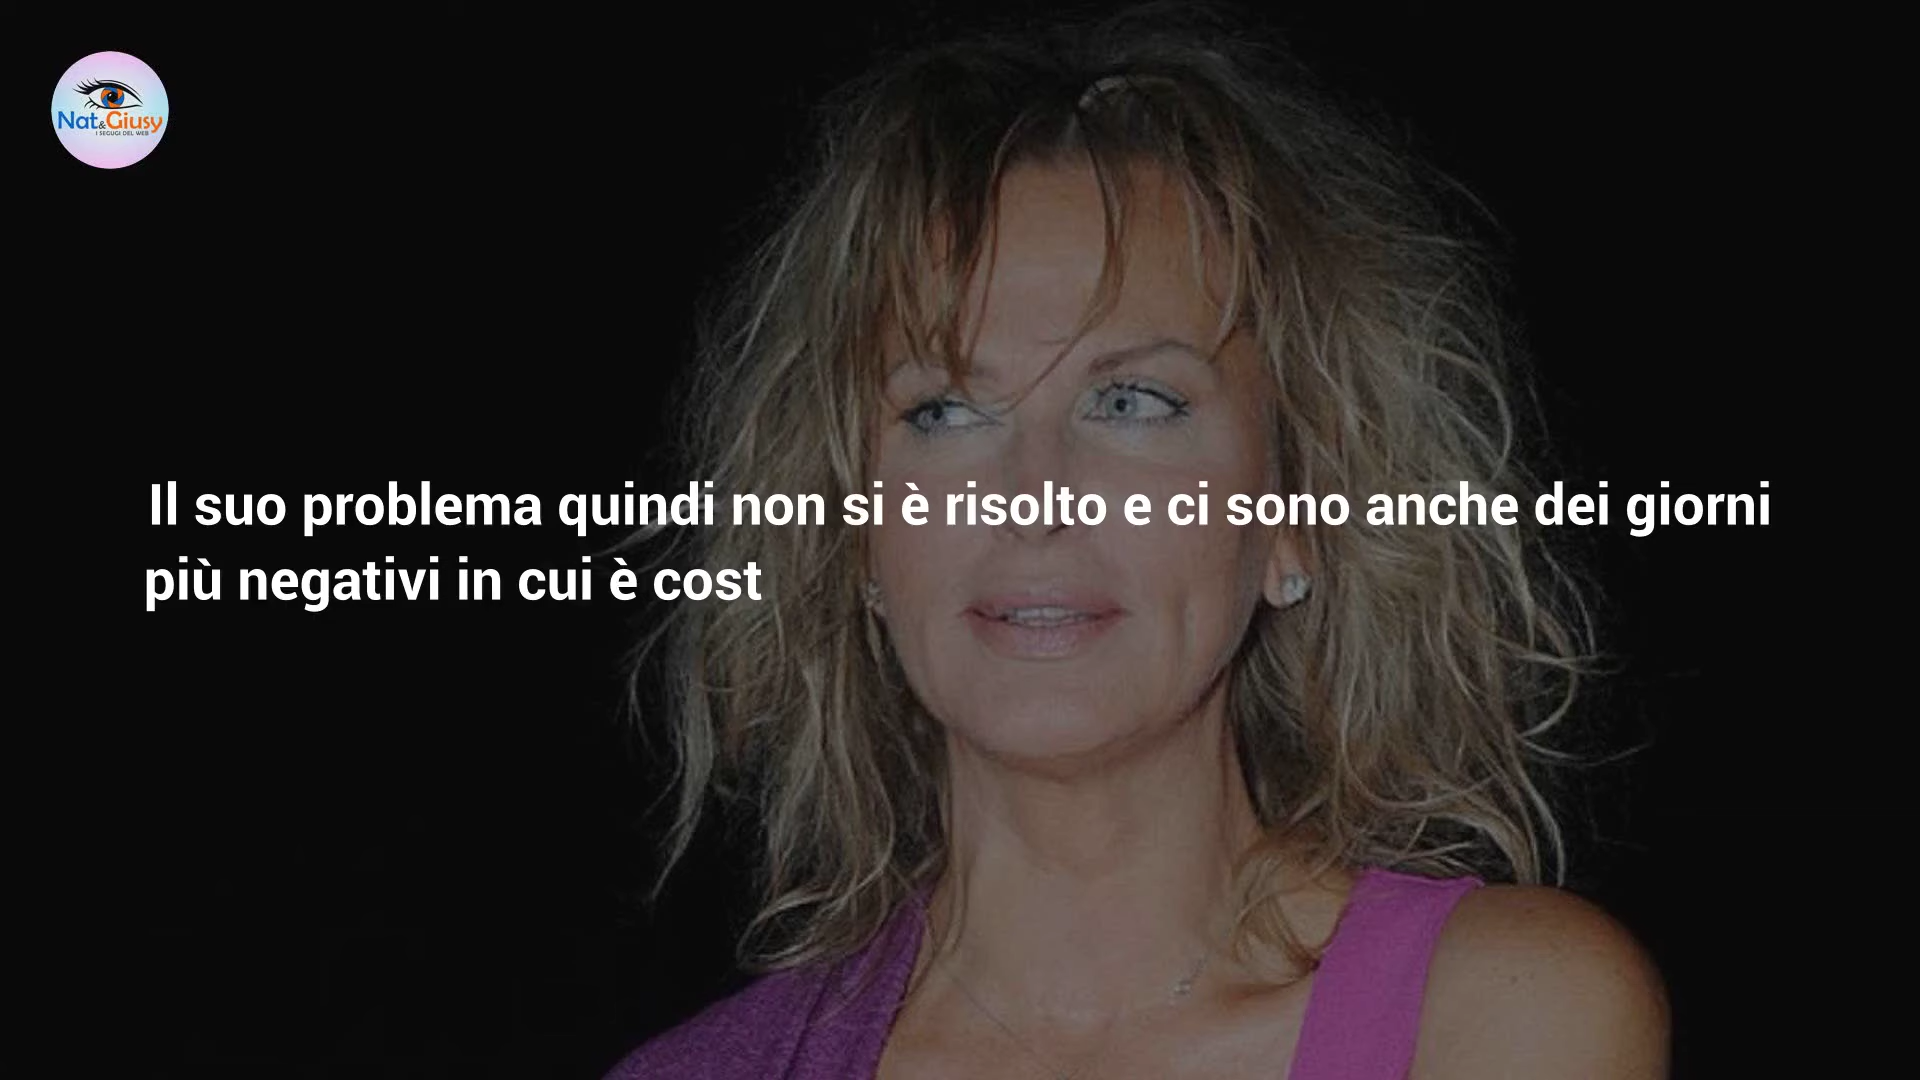 Nat&Giusy
I SEGUGI DEL WEB
Il suo problema quindi non si è risolto e ci sono anche dei giorni
più negativi in cui è cost